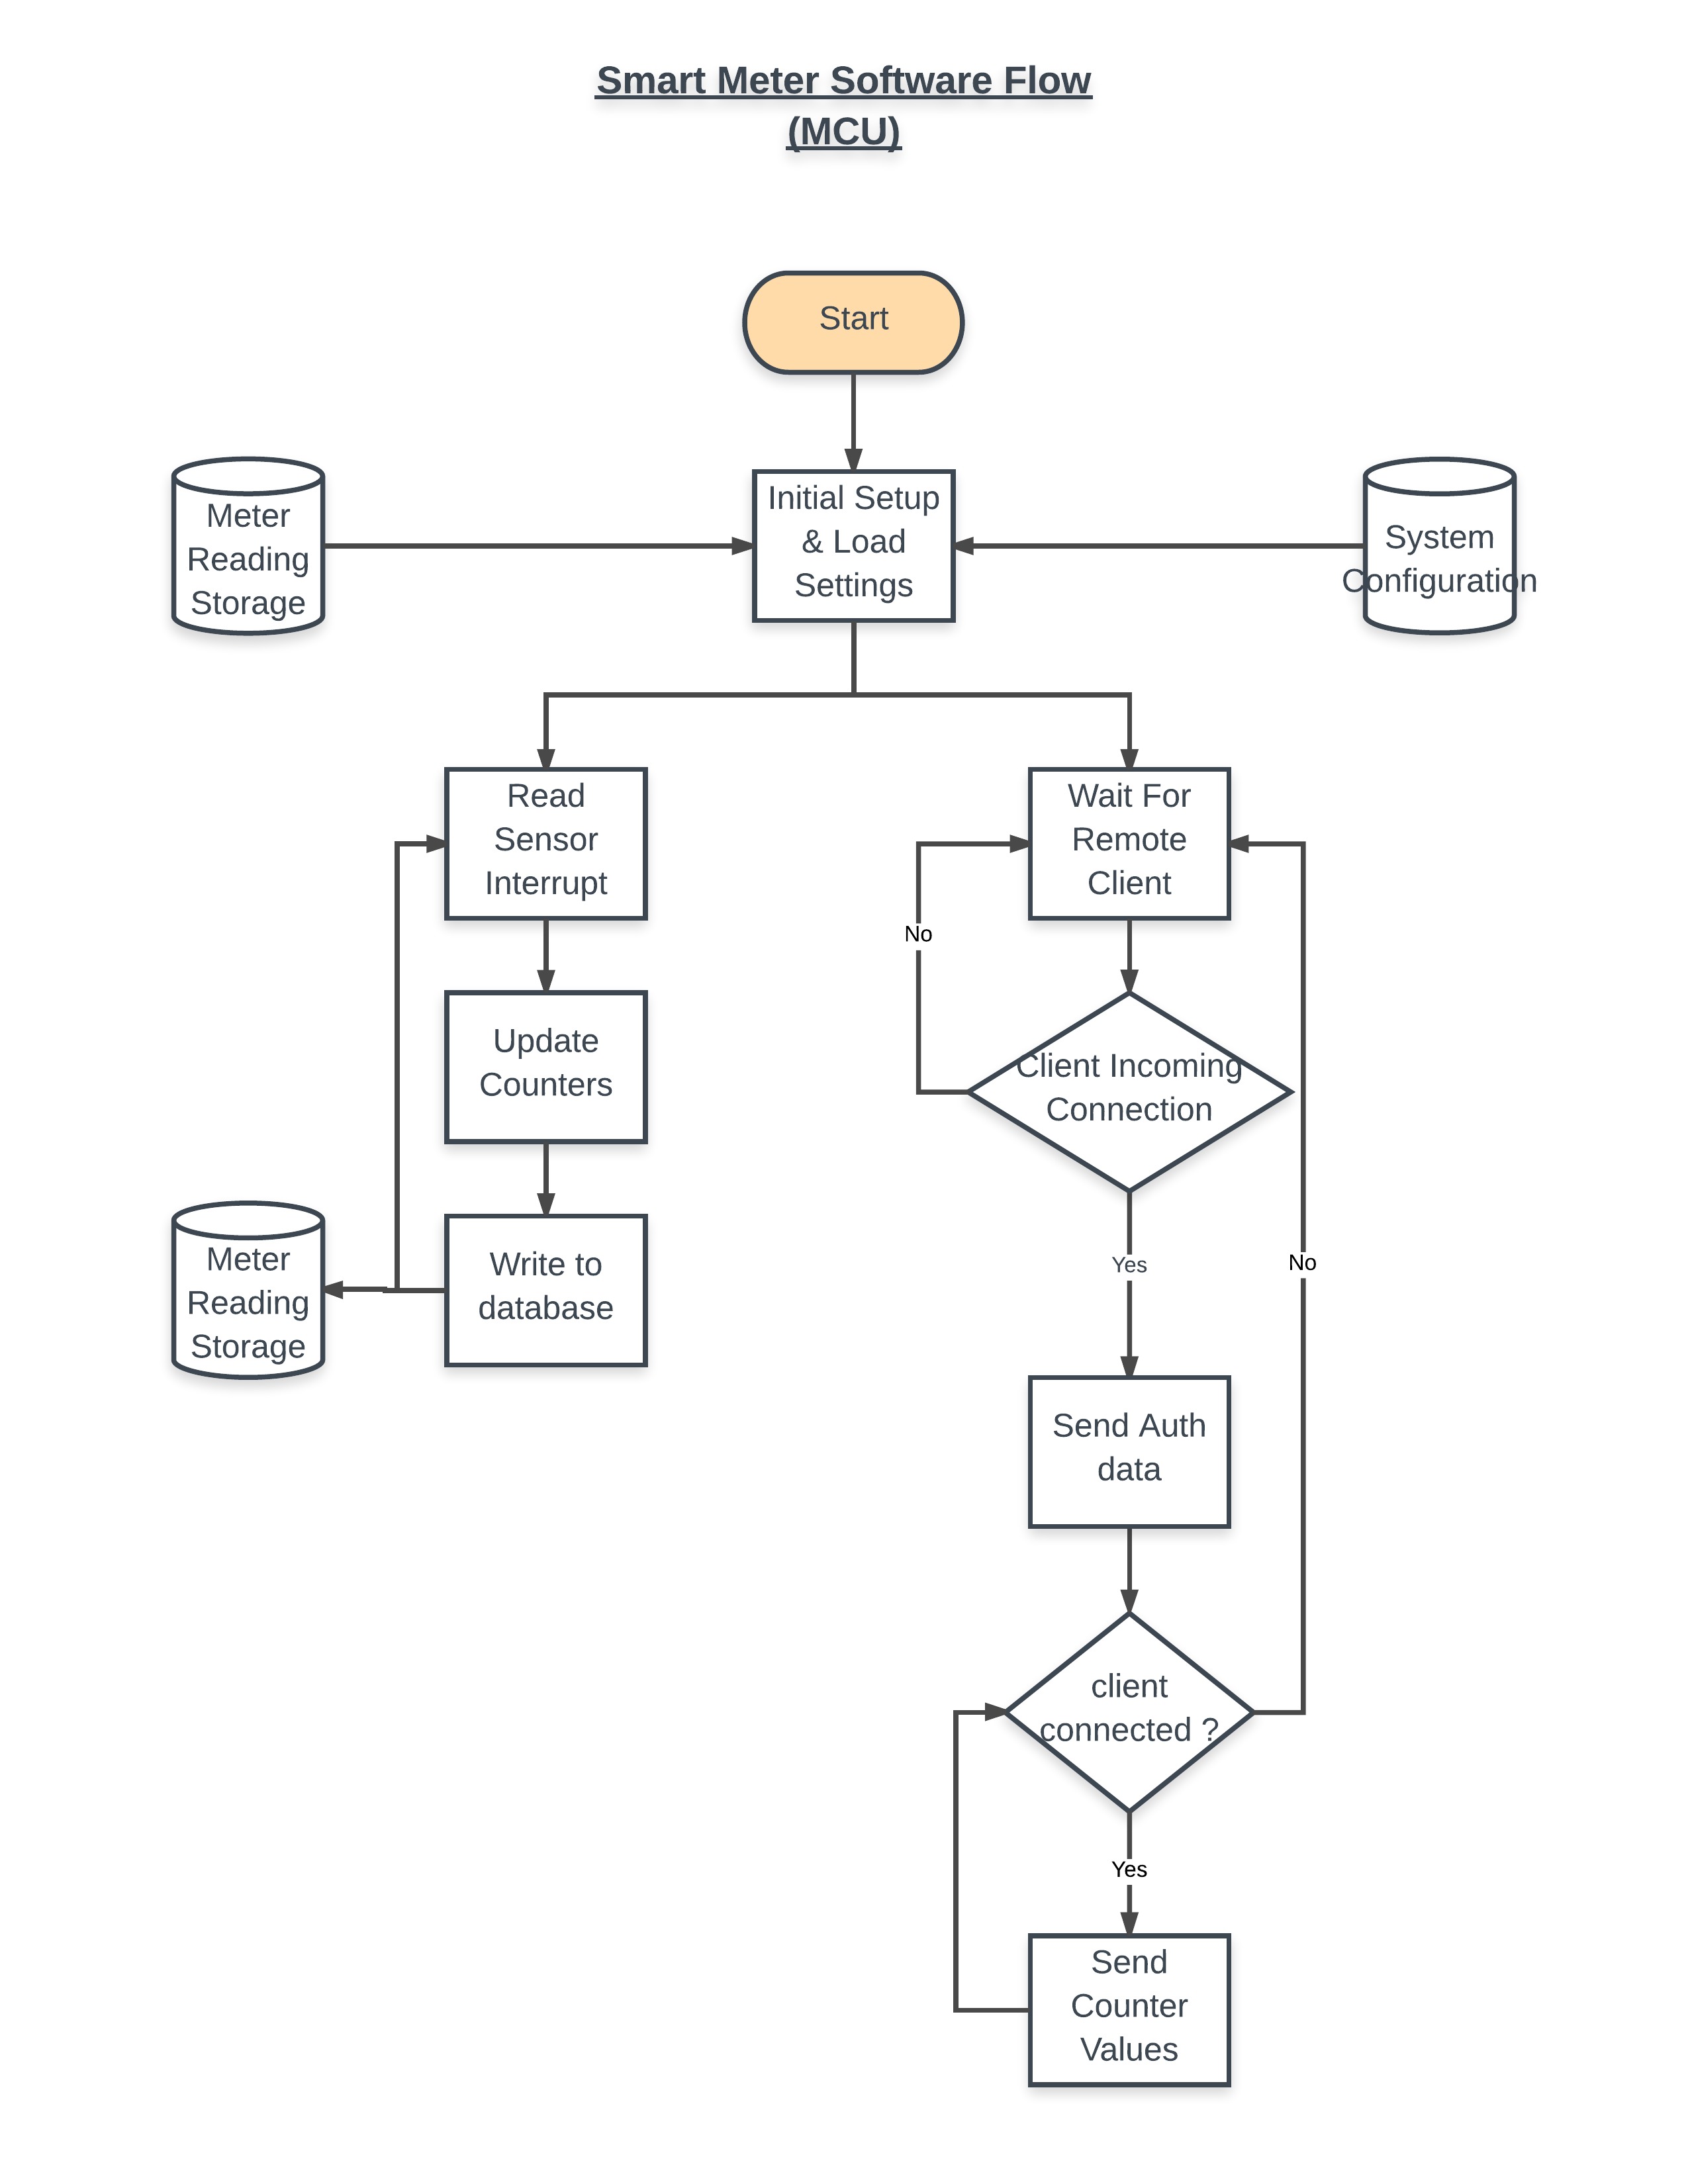 Smart Meter Software Flow
(MCU)
Start
Meter
Reading
Storage
Initial Setup
& Load
Settings
System
Configuration
Read
Sensor
Interrupt
Wait For
Remote
Client
No
Update
Counters
Client Incoming
Connection
Meter
Reading
Storage
Write to
database
Yes
No
Send Auth
data
client
connected ?
Yes
Send
Counter
Values